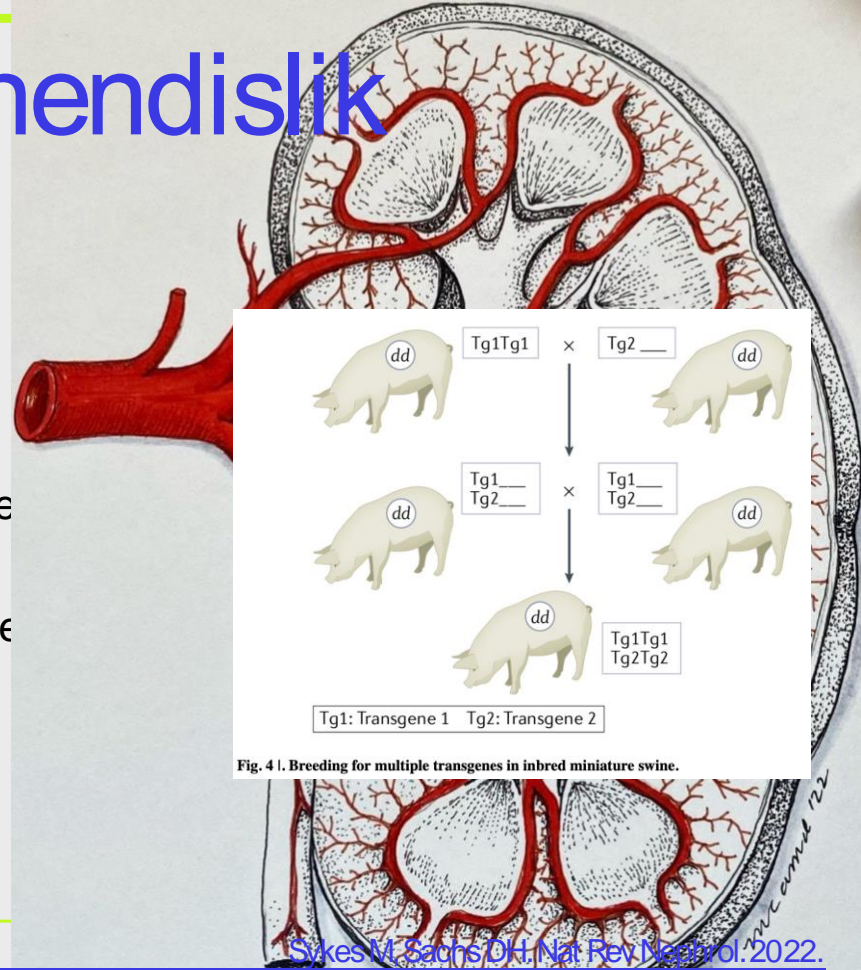 hendislik
e
e
dd
Tg1Tg1
×
Tg2 ___
dd
dd
Tg1___
Tg2___
×
Tg1___
Tg2___
dd
dd
Tg1Tg1
Tg2Tg2
Tg1: Transgene 1 Tg2: Transgene 2
Fig. 4 |. Breeding for multiple transgenes in inbred miniature swine.
Sykes M, Sachs DH. Nat Rev Nephrol. 2022.